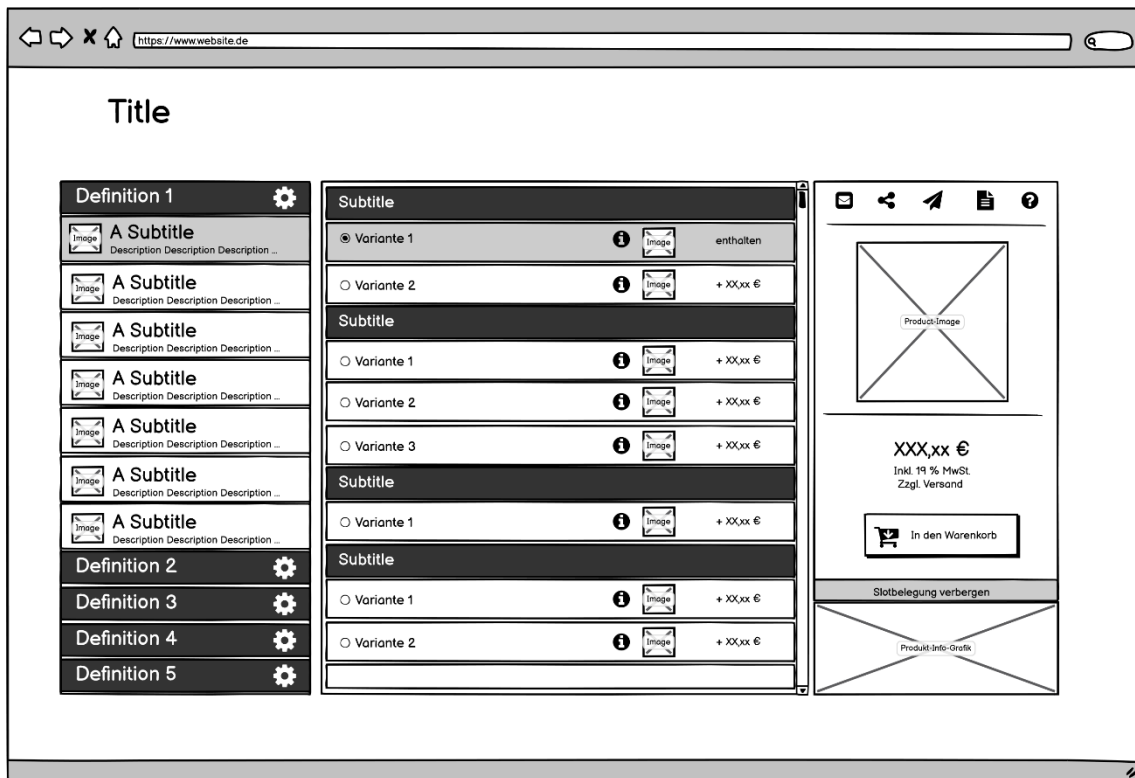 https://www.website.de
Title
Definition 1
Image
A Subtitle
Description Description Description ...
Image
A Subtitle
Description Description Description ...
Image
A Subtitle
Description Description Description ...
Image
A Subtitle
Description Description Description ...
Image
A Subtitle
Description Description Description ...
Image
A Subtitle
Description Description Description ...
Image
A Subtitle
Description Description Description ...
Definition 2
Definition 3
Definition 4
Definition 5
Subtitle
Variante 1 Image enthalten
Variante 2 Image + XX,xx €
Subtitle
Variante 1 Image + XX,xx €
Variante 2 Image + XX,xx €
Variante 3 Image + XX,xx €
Subtitle
Variante 1 Image + XX,xx €
Subtitle
Variante 1 Image + XX,xx €
Variante 2 Image + XX,xx €
Product-Image
XXX,xx €
Inkl. 19 % MwSt.
Zzgl. Versand
In den Warenkorb
Slotbelegung verbergen
Produkt-Info-Grafik